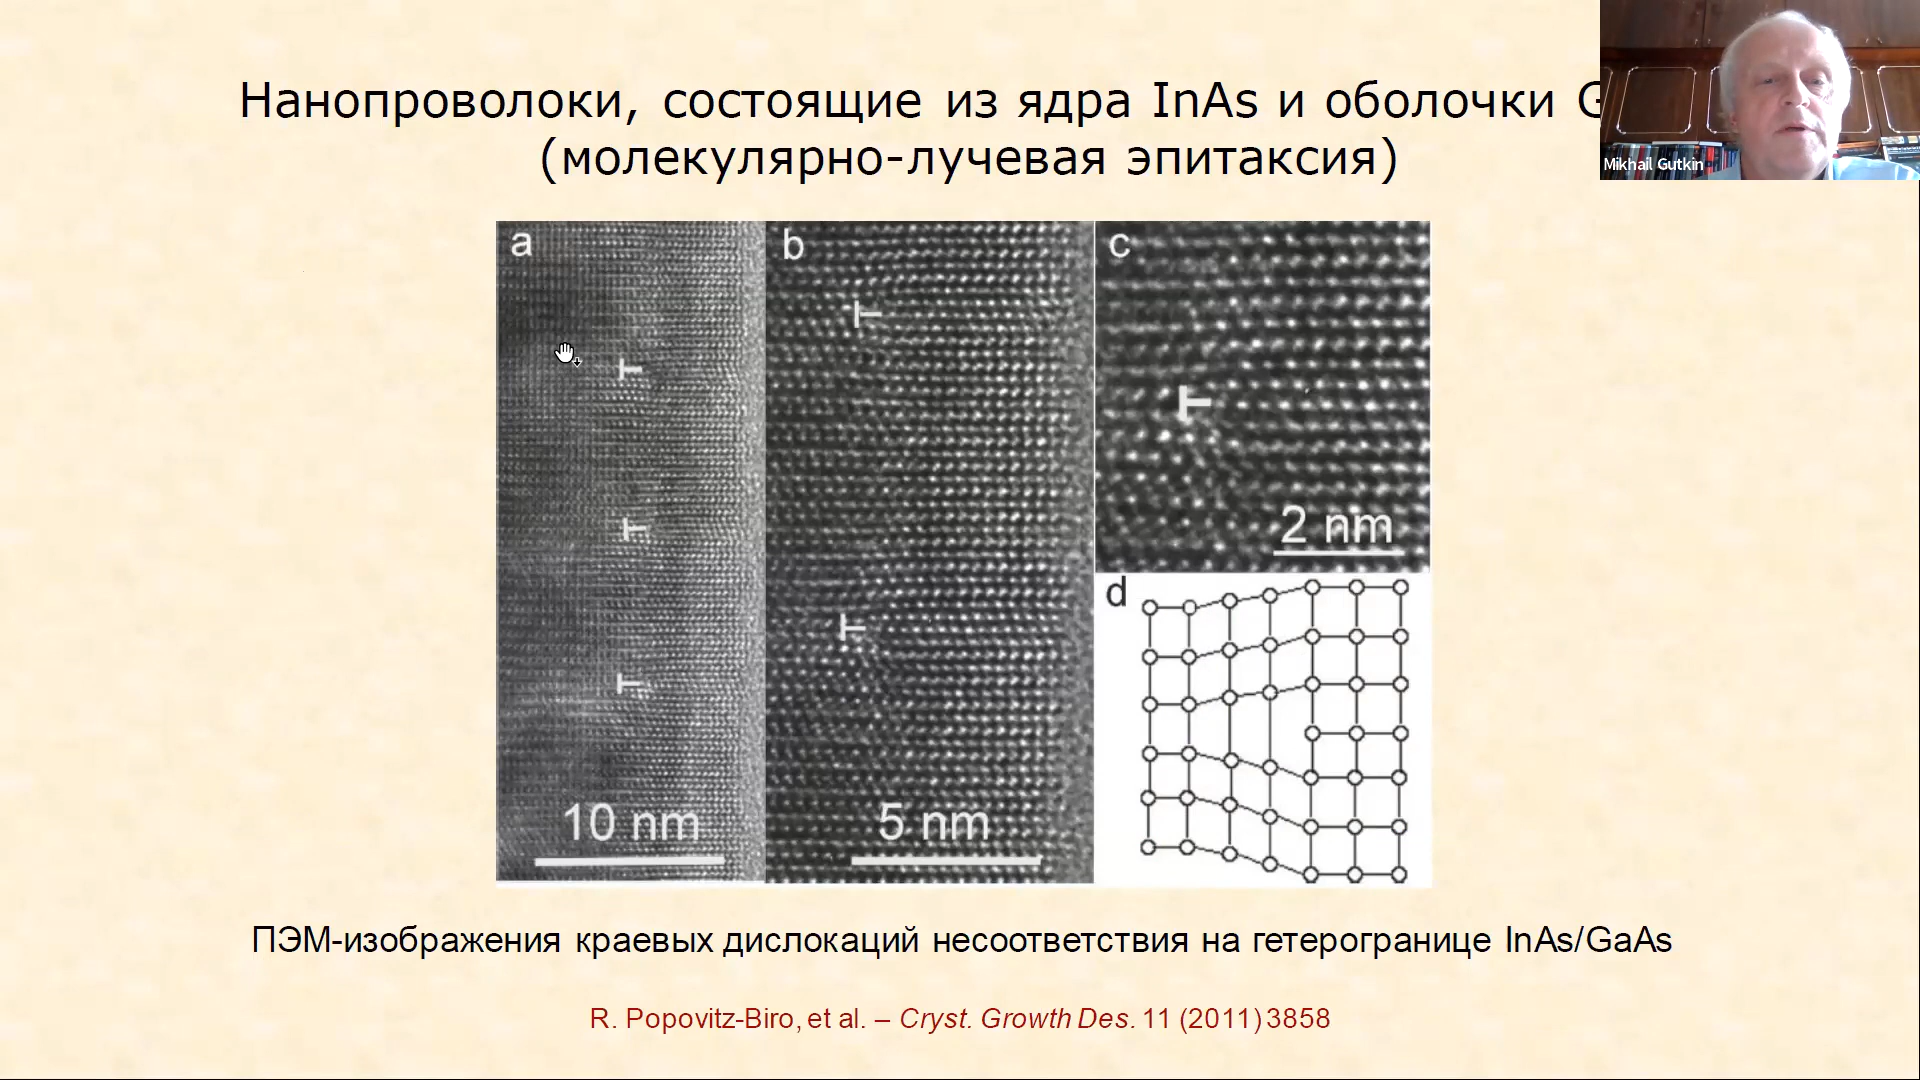 Нанопроволоки, состоящие из ядра InAs и оболочки
(молекулярно-лучевая эпитаксия)
Mikhail Gutkin
a
b
c
2 nm
d
10 nm
5 nm
ПЭМ-изображения краевых дислокаций несоответствия на гетерогранице InAs/GaAs
R. Popovitz-Biro, et al. – Cryst. Growth Des. 11 (2011) 3858